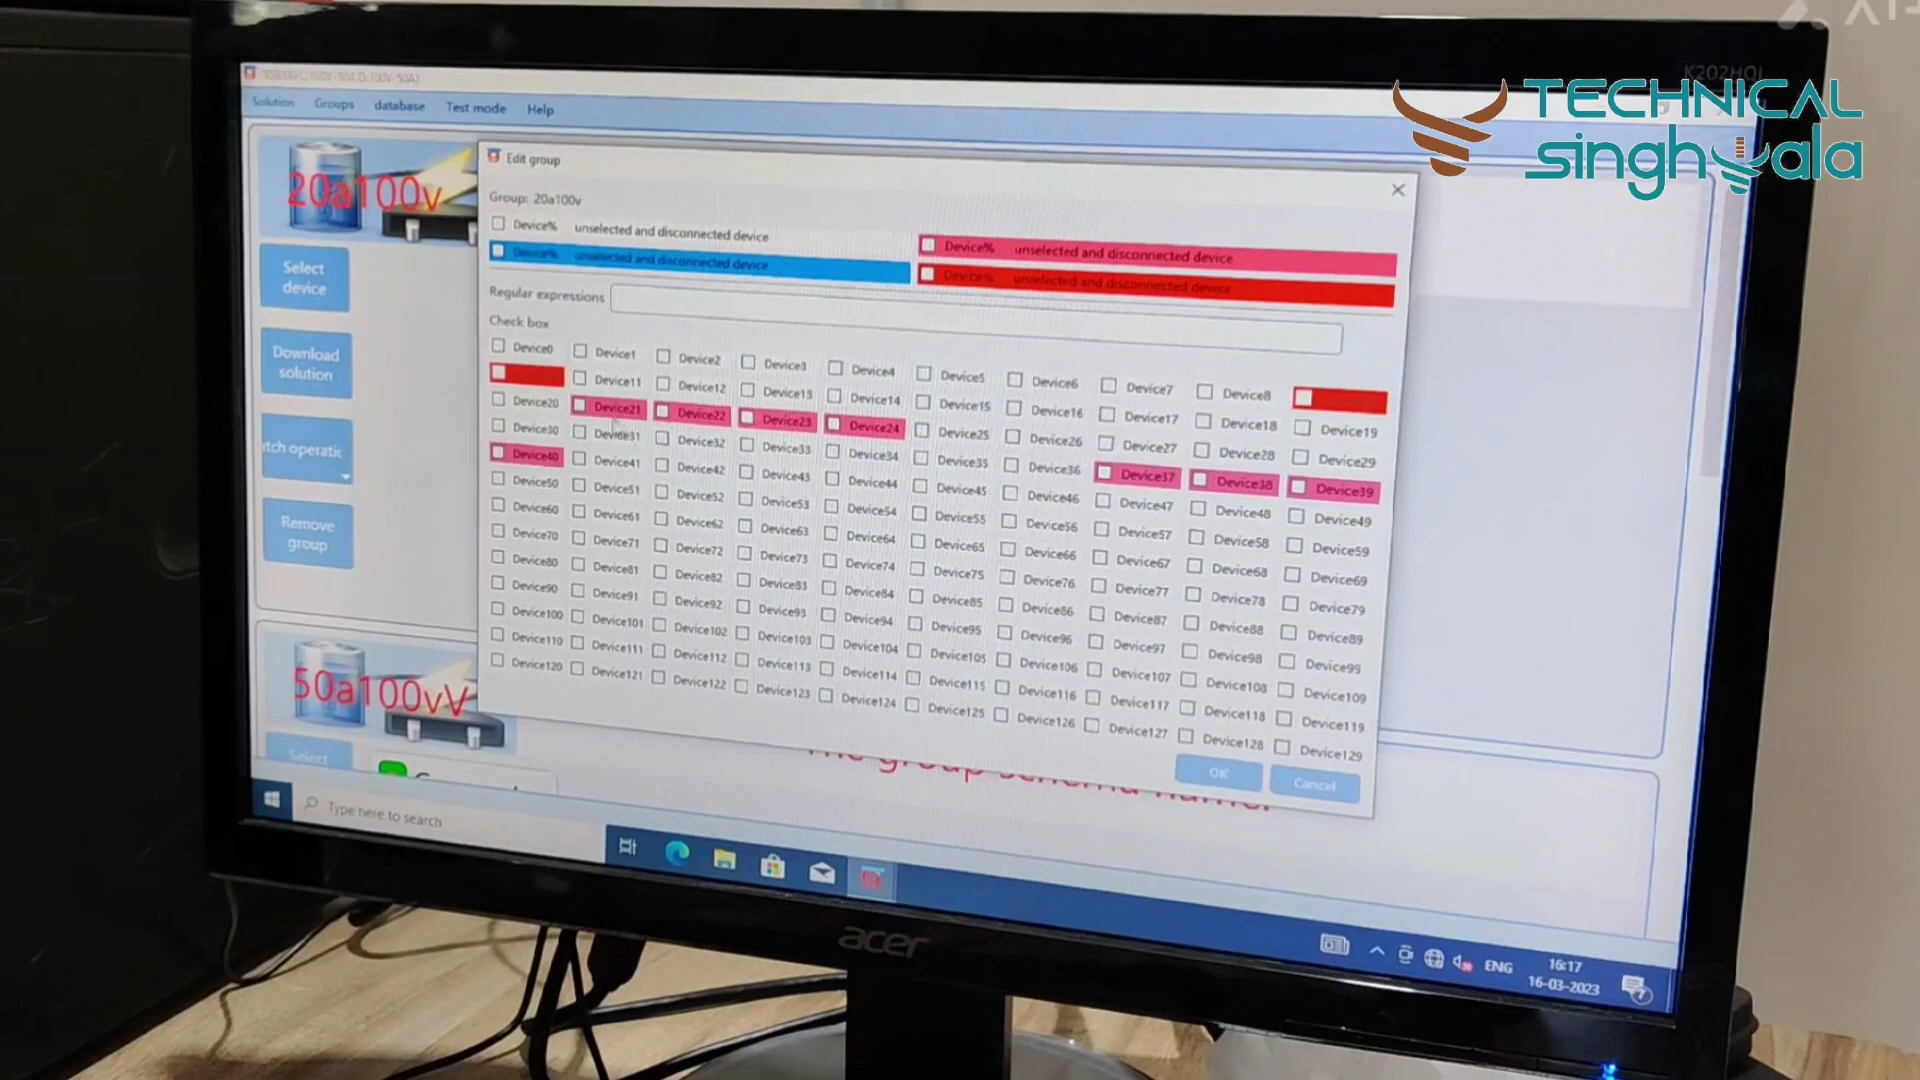 K202HQL
TECHNICAL
singhwala
Solution Groups database Test mode Help
20a100v
Select
device
Download
solution
tch operatic
Remove
group
50a100vV
Select
Edit group
Group: 20a100v
Device% unselected and disconnected device
Device% unselected and disconnected device
Device% unselected and disconnected device
Device% unselected and disconnected device
Regular expressions
Check box
Device0 Device1 Device2 Device3 Device4 Device5 Device6 Device7 Device8
Device11 Device12 Device13 Device14 Device15 Device16 Device17 Device18 Device19
Device20 Device21 Device22 Device23 Device24 Device25 Device26 Device27 Device28 Device29
Device30 Device31 Device32 Device33 Device34 Device35 Device36 Device37 Device38 Device39
Device40 Device41 Device42 Device43 Device44 Device45 Device46 Device47 Device48 Device49
Device50 Device51 Device52 Device53 Device54 Device55 Device56 Device57 Device58 Device59
Device60 Device61 Device62 Device63 Device64 Device65 Device66 Device67 Device68 Device69
Device70 Device71 Device72 Device73 Device74 Device75 Device76 Device77 Device78 Device79
Device80 Device81 Device82 Device83 Device84 Device85 Device86 Device87 Device88 Device89
Device90 Device91 Device92 Device93 Device94 Device95 Device96 Device97 Device98 Device99
Device100 Device101 Device102 Device103 Device104 Device105 Device106 Device107 Device108 Device109
Device110 Device111 Device112 Device113 Device114 Device115 Device116 Device117 Device118 Device119
Device120 Device121 Device122 Device123 Device124 Device125 Device126 Device127 Device128 Device129
OK Cancel
Type here to search
ENG
16:17
16-03-2023
7
acer